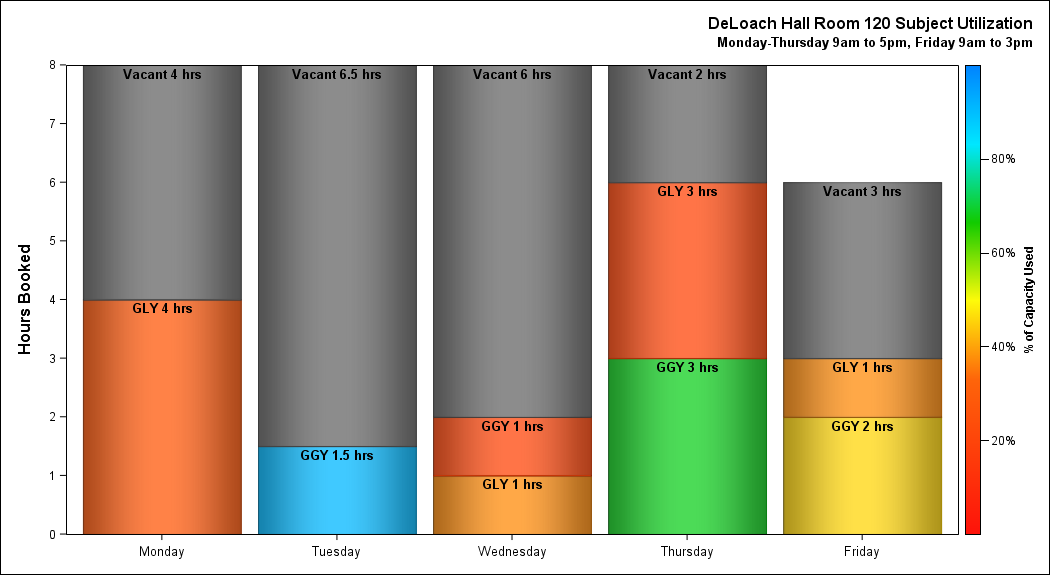 DeLoach Hall Room 120 Subject Utilization
Monday-Thursday 9am to 5pm, Friday 9am to 3pm
Hours Booked
8
7
6
5
4
3
2
1
0
Vacant 4 hrs
GLY 4 hrs
Vacant 6.5 hrs
GGY 1.5 hrs
Vacant 6 hrs
GGY 1 hrs
GLY 1 hrs
Vacant 2 hrs
GLY 3 hrs
GGY 3 hrs
Vacant 3 hrs
GLY 1 hrs
GGY 2 hrs
Monday
Tuesday
Wednesday
Thursday
Friday
80%
60%
40%
20%
% of Capacity Used